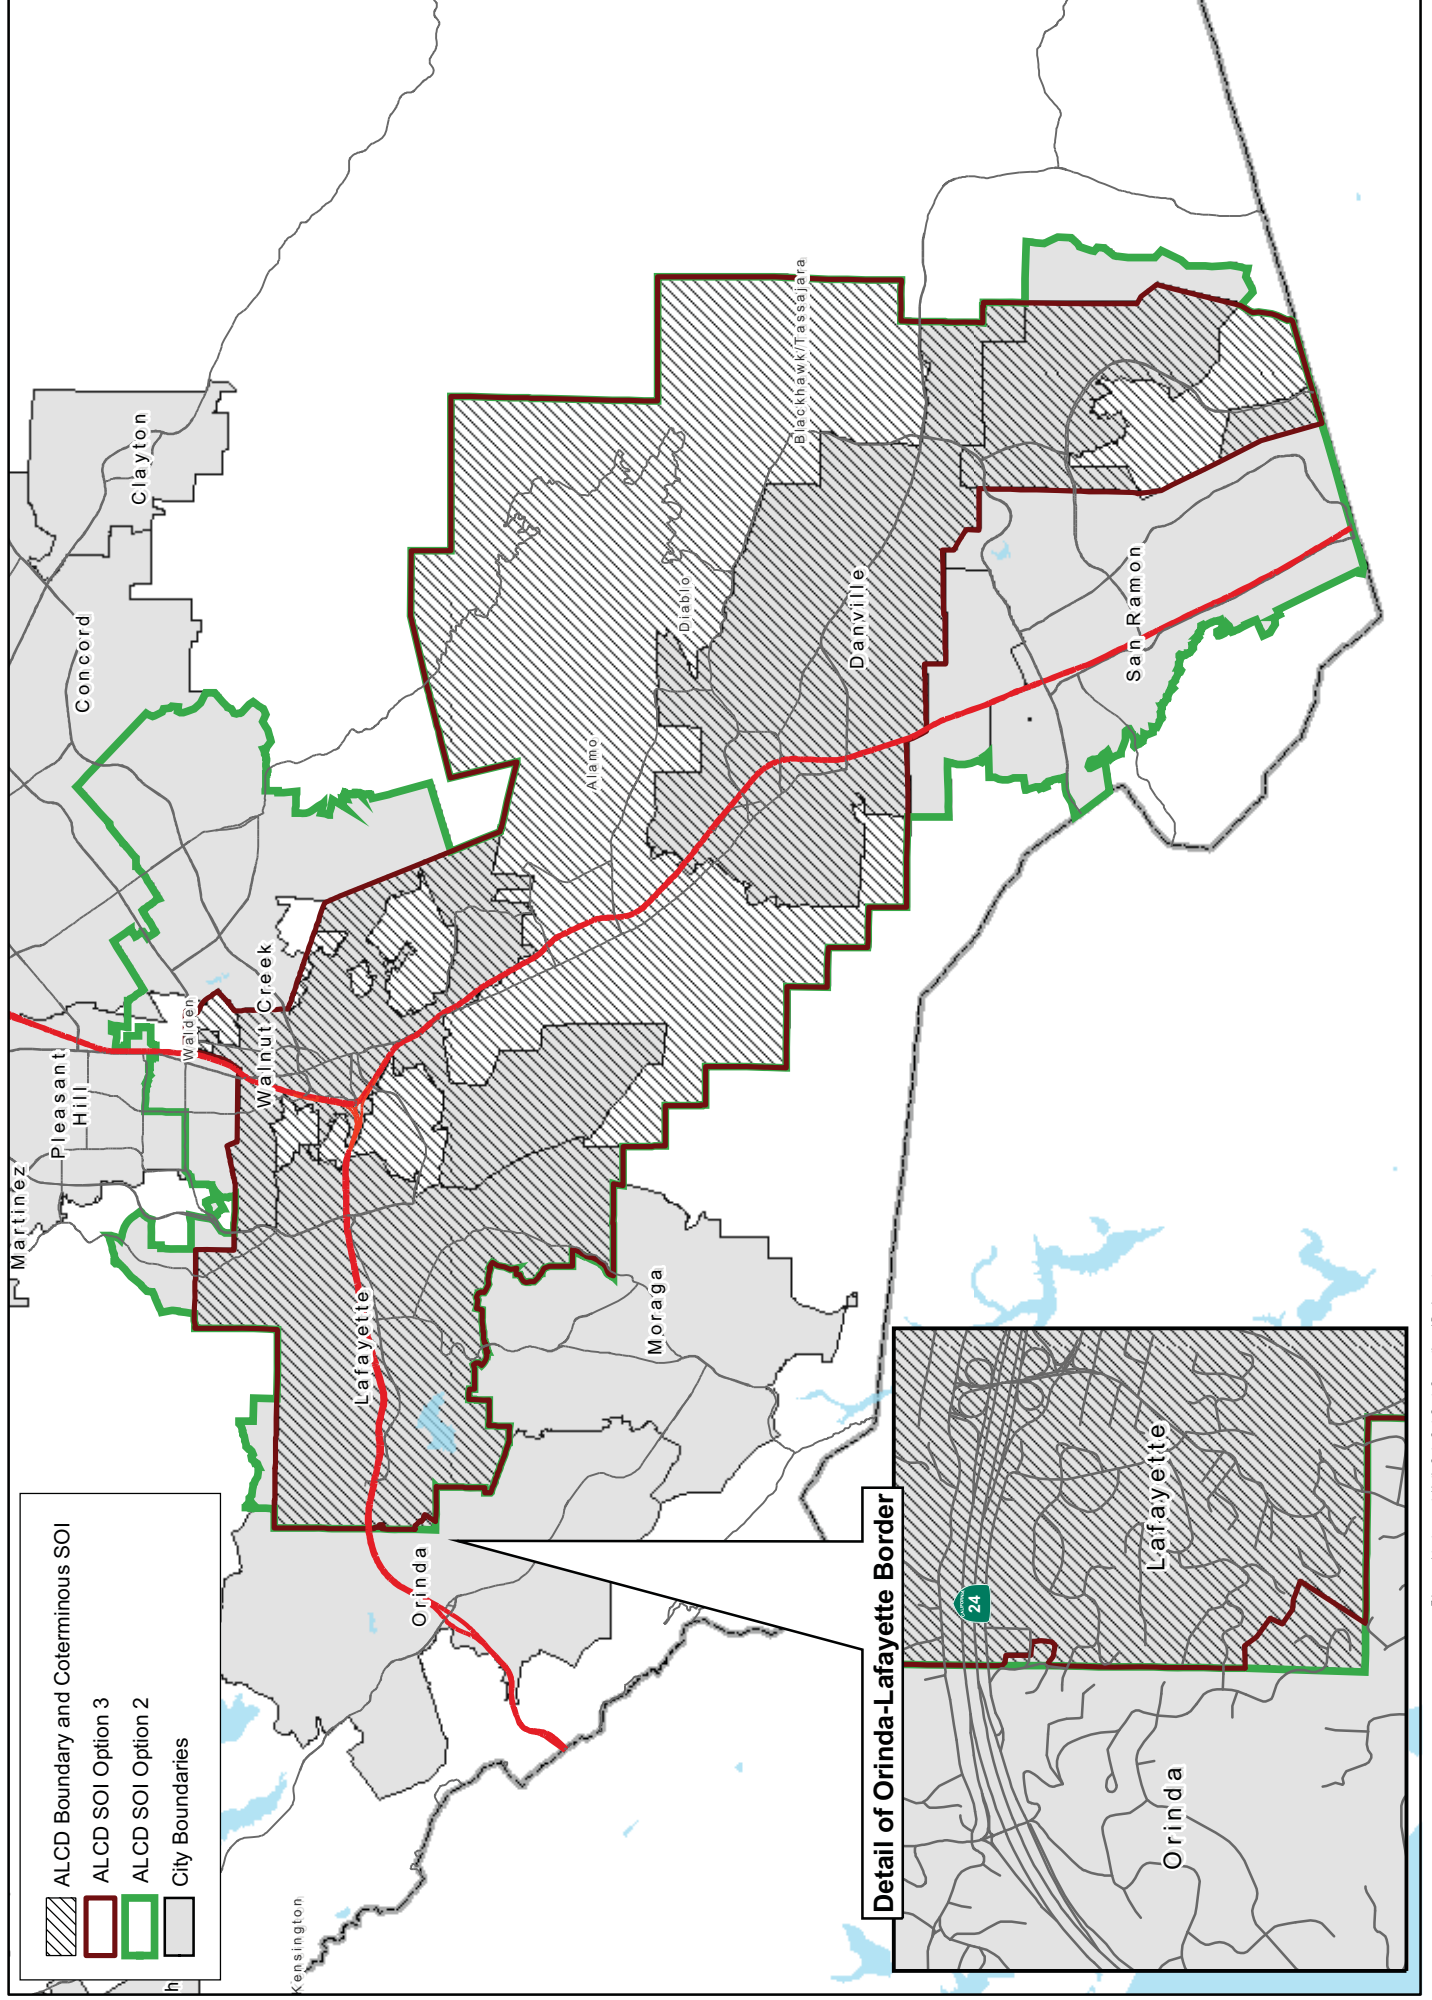 ALCD Boundary and Coterminous SOI
ALCD SOI Option 3
ALCD SOI Option 2
City Boundaries
h
Kensington
Martinez
Pleasant
Hill
Concord
Clayton
Walden
Walnut Creek
Lafayette
Orinda
Moraga
Alamo
Diablo
Blackhawk/Tassajara
Danville
San Ramon
Detail of Orinda-Lafayette Border
CALIFORNIA
24
Lafayette
Orinda